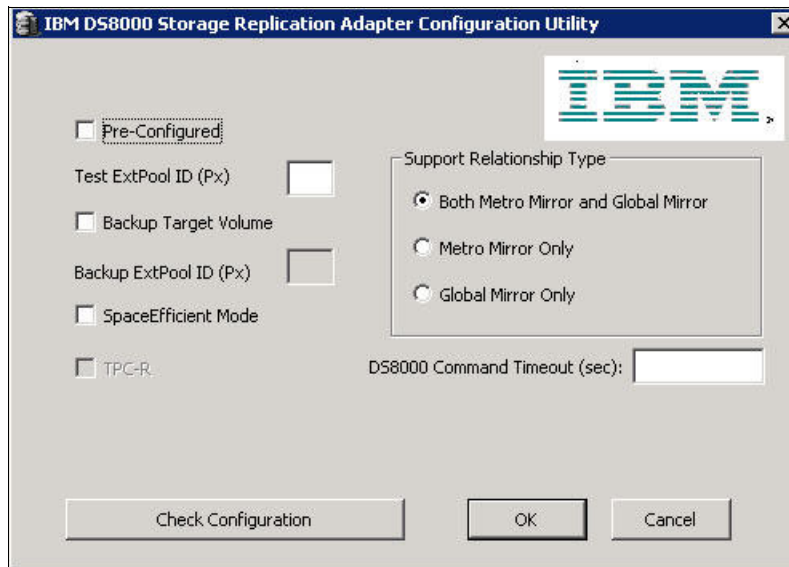 IBM DS8000 Storage Replication Adapter Configuration Utility
IBM
Pre-Configured
Test ExtPool ID (Px)
Backup Target Volume
Backup ExtPool ID (Px)
SpaceEfficient Mode
TPC-R
Support Relationship Type
Both Metro Mirror and Global Mirror
Metro Mirror Only
Global Mirror Only
DS8000 Command Timeout (sec):
Check Configuration
OK
Cancel